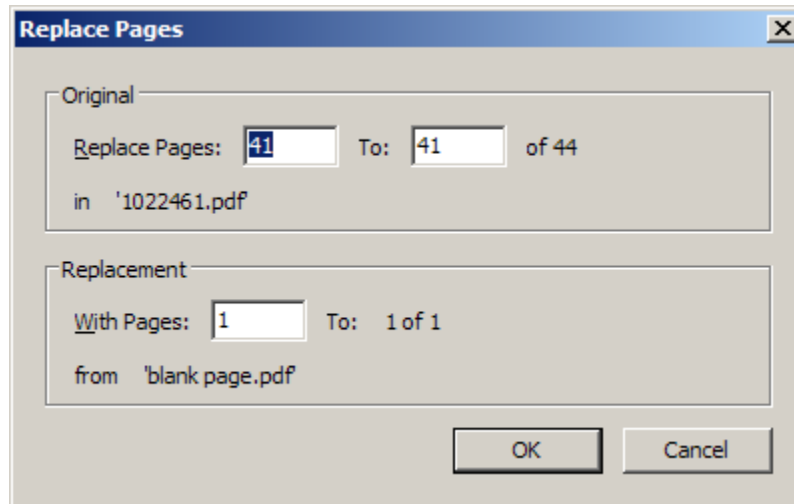 Replace Pages
Original
Replace Pages: 41 To: 41 of 44
in '1022461.pdf'
Replacement
With Pages: 1 To: 1 of 1
from 'blank page.pdf'
OK Cancel